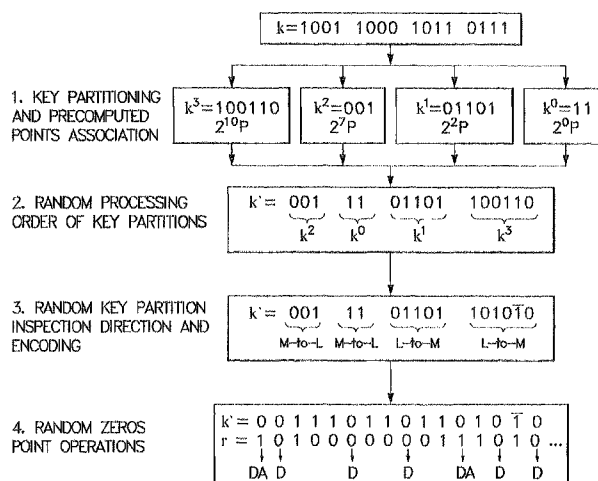 k=1001 1000 1011 0111
1. KEY PARTITIONING
AND PRECOMPUTED
POINTS ASSOCIATION
k³=100110
2¹⁰P
k²=001
2⁷P
k¹=01101
2²P
k⁰=11
2⁰P
2. RANDOM PROCESSING
ORDER OF KEY PARTITIONS
k`= 001 11 01101 100110
k² k⁰ k¹ k³
3. RANDOM KEY PARTITION
INSPECTION DIRECTION AND
ENCODING
k`= 001 11 01101 10101̅0
M-to-L M-to-L L-to-M L-to-M
4. RANDOM ZEROS
POINT OPERATIONS
k`= 0 0 1 1 1 0 1 1 0 1 1 0 1 0 1̅ 0
r = 1 0 1 0 0 0 0 0 0 0 1 1 1 0 1 0 ...
DA D D D DA D D